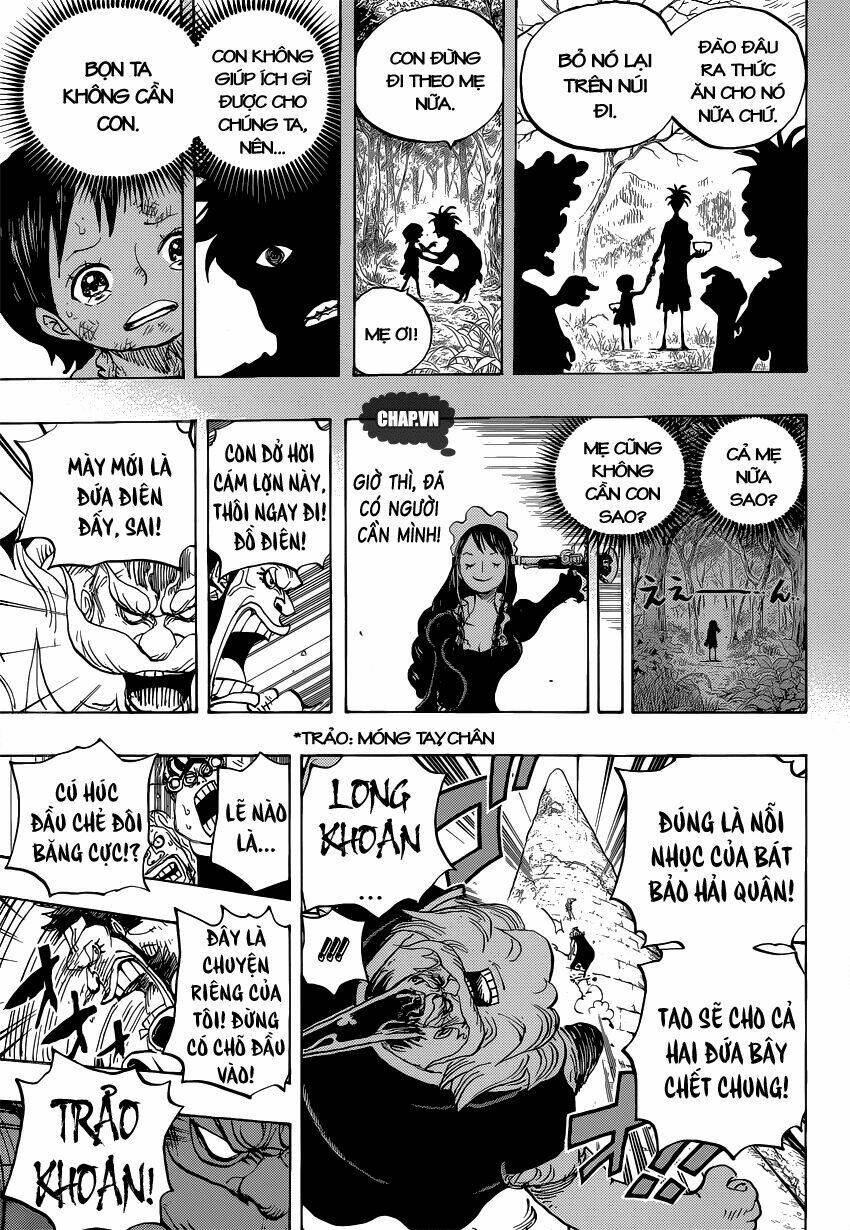 ĐÀO ĐÂU
RA THỨC
ĂN CHO NÓ
NỮA CHỨ.
BỎ NÓ LẠI
TRÊN NÚI
ĐI.
CON ĐỪNG
ĐI THEO MẸ
NỮA.
MẸ ƠI!
CON KHÔNG
GIÚP ÍCH GÌ
ĐƯỢC CHO
CHÚNG TA,
NÊN...
BỌN TA
KHÔNG CẦN
CON.
CẢ MẸ
NỮA
SAO?
ええーーん
MẸ CŨNG
KHÔNG
CẦN CON
SAO?
CHAP.VN
GIỜ THÌ, ĐÃ
CÓ NGƯỜI
CẦN MÌNH!
CON DỞ HƠI
CÁM LỢN NÀY,
THÔI NGAY ĐI!
ĐỒ ĐIÊN!
MÀY MỚI LÀ
ĐỨA ĐIÊN
ĐẤY, SAI!
*TRẢO: MÓNG TAY, CHÂN
ĐÚNG LÀ NỖI
NHỤC CỦA BÁT
BẢO HẢI QUÂN!
TAO SẼ CHO CẢ
HAI ĐỨA BÂY
CHẾT CHUNG!
LONG
KHOAN
...
!!!
LẼ NÀO
LÀ...
CÚ HÚC
ĐẦU CHẺ ĐÔI
BĂNG CỰC!?
ĐÂY LÀ
CHUYỆN
RIÊNG CỦA
TÔI! ĐỪNG
CÓ CHÕ ĐẦU
VÀO!
TRẢO
KHOAN!